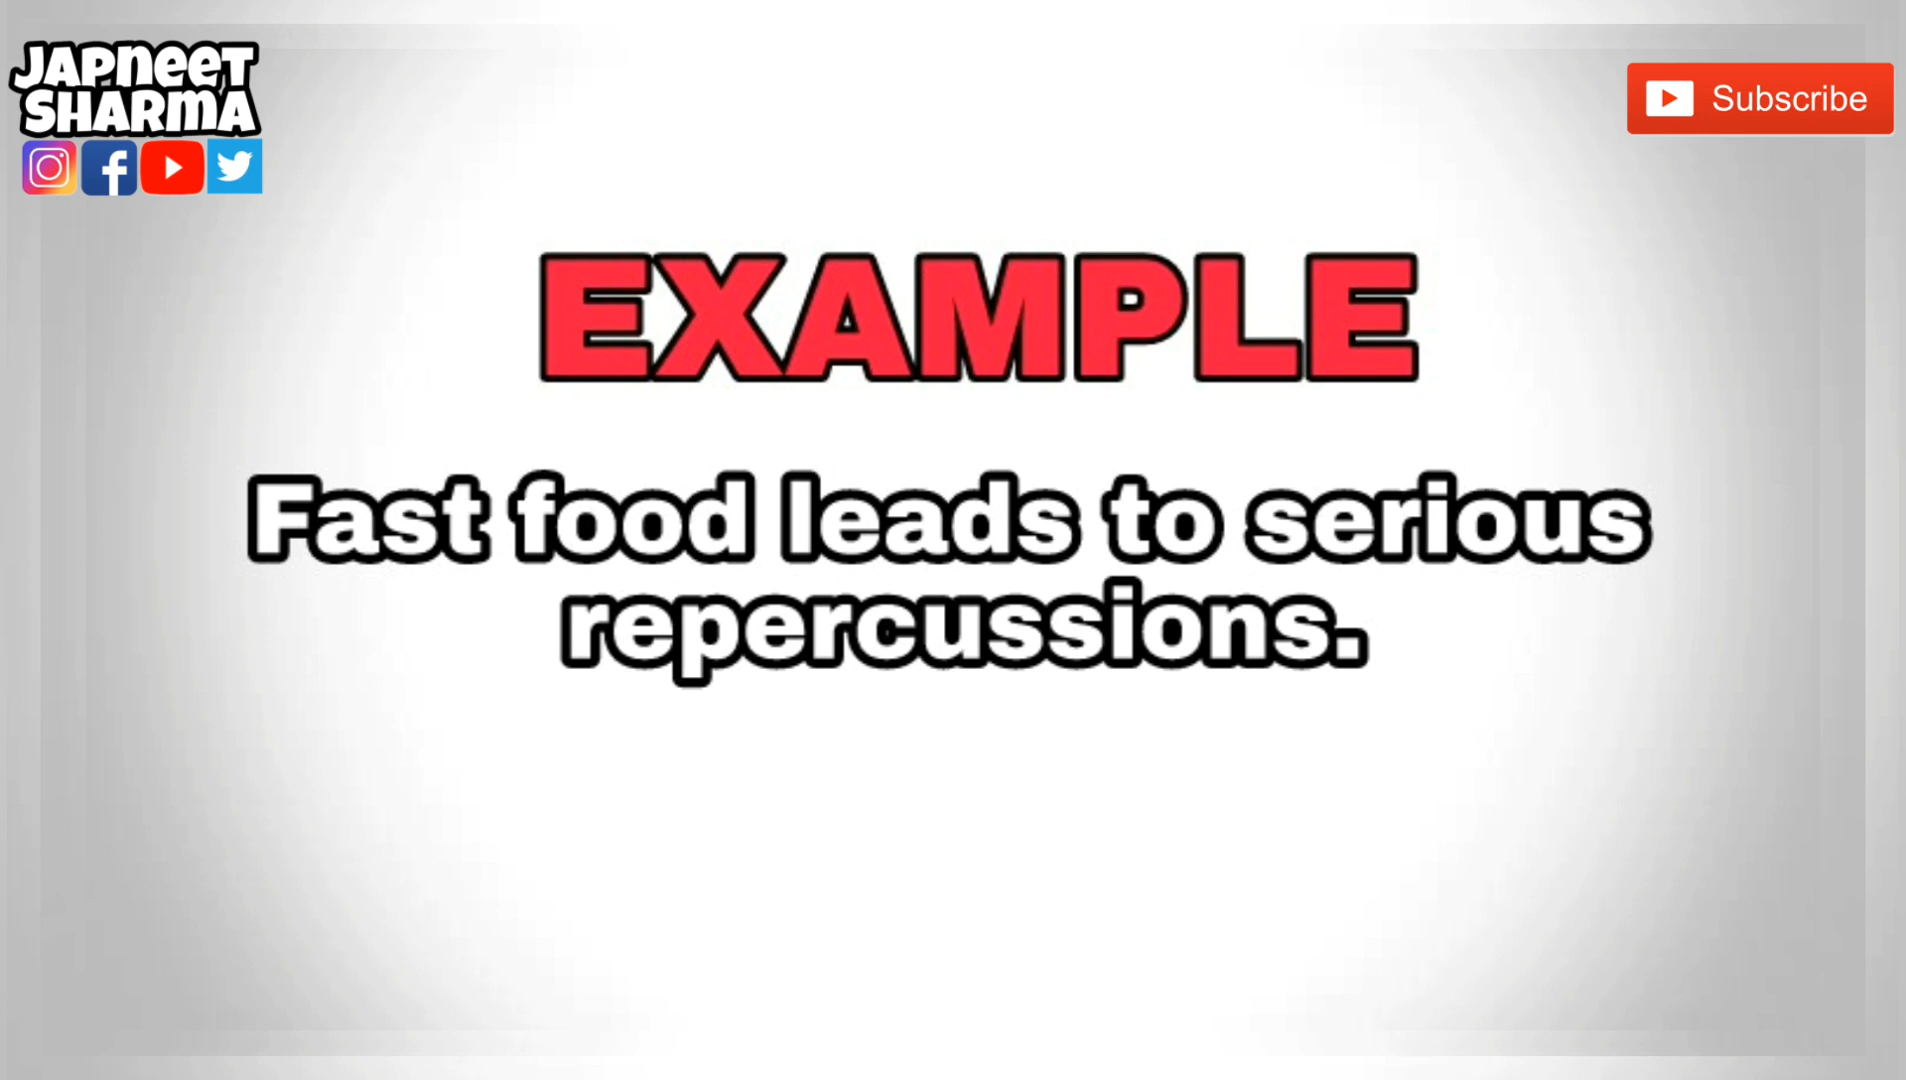 JAPNEET
SHARMA
Subscribe
EXAMPLE
Fast food leads to serious
repercussions.